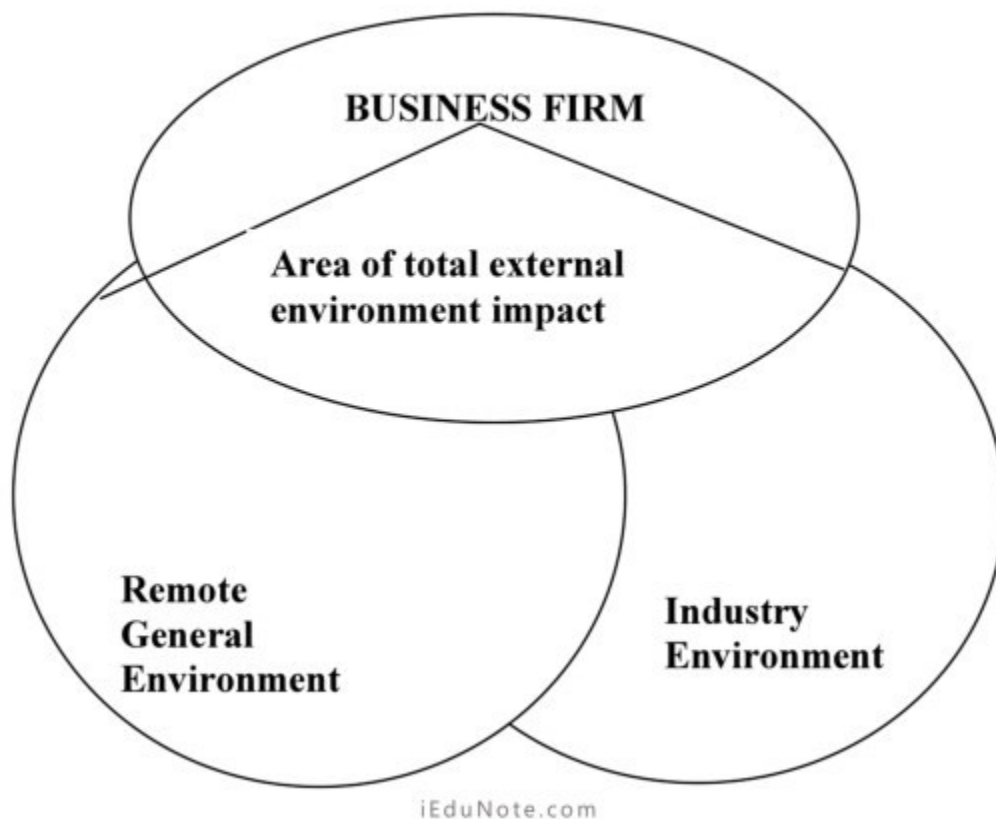 BUSINESS FIRM
Area of total external
environment impact
Remote
General
Environment
Industry
Environment
iEduNote.com